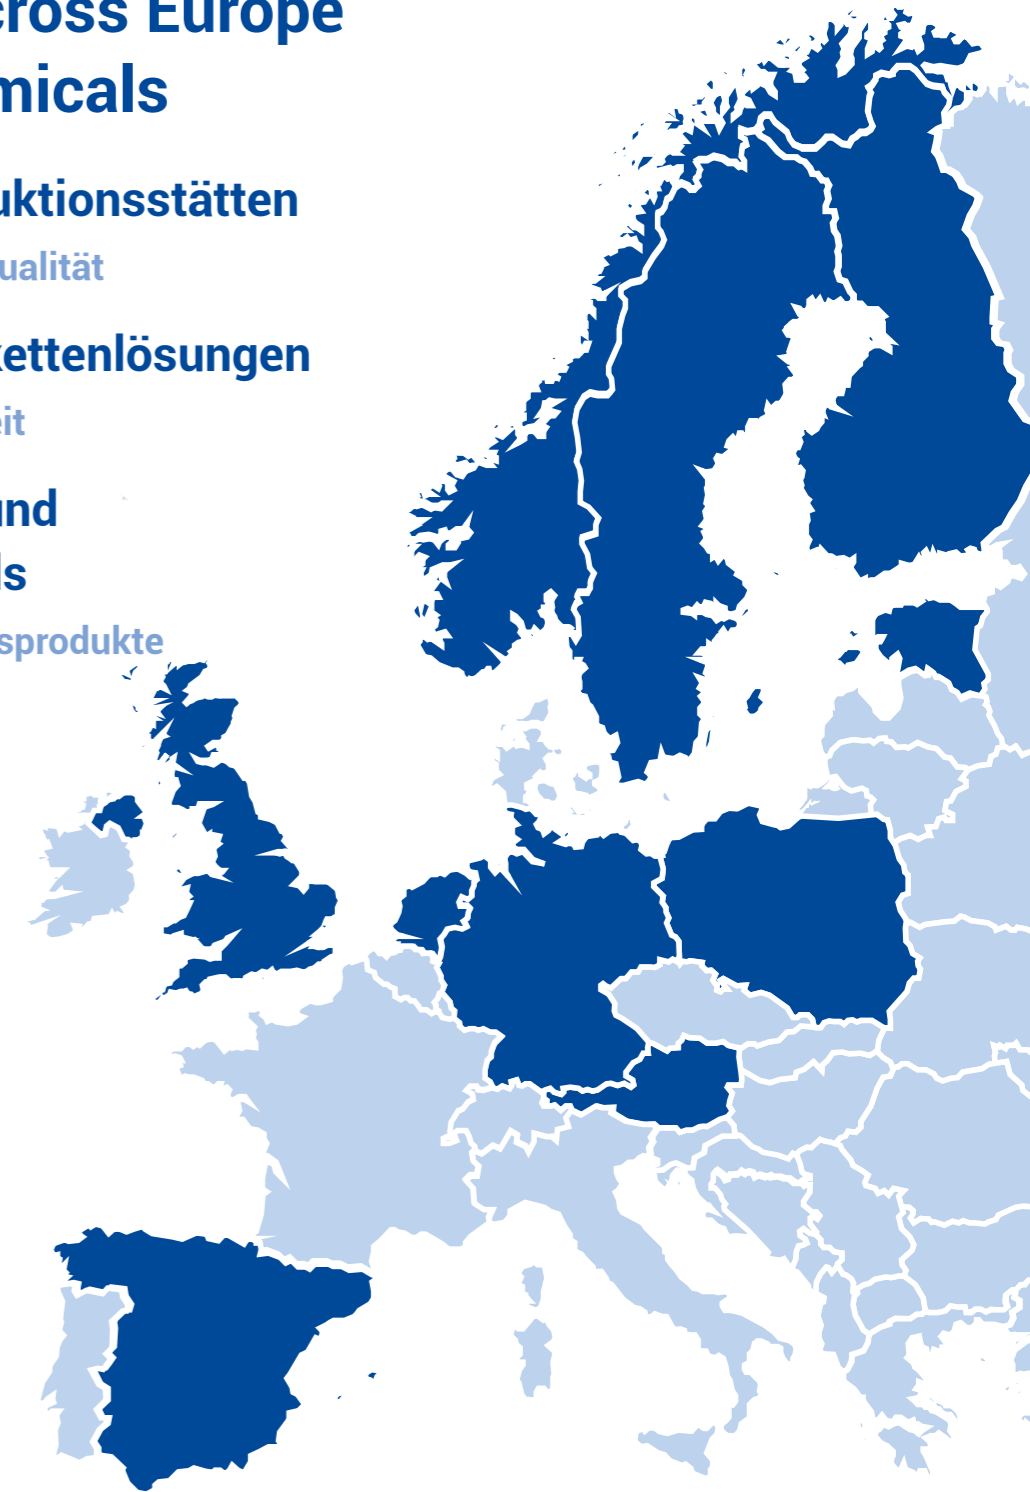 cross Europe
micals
uktionsstätten
ualität
kettenlösungen
eit
und
ls
sprodukte